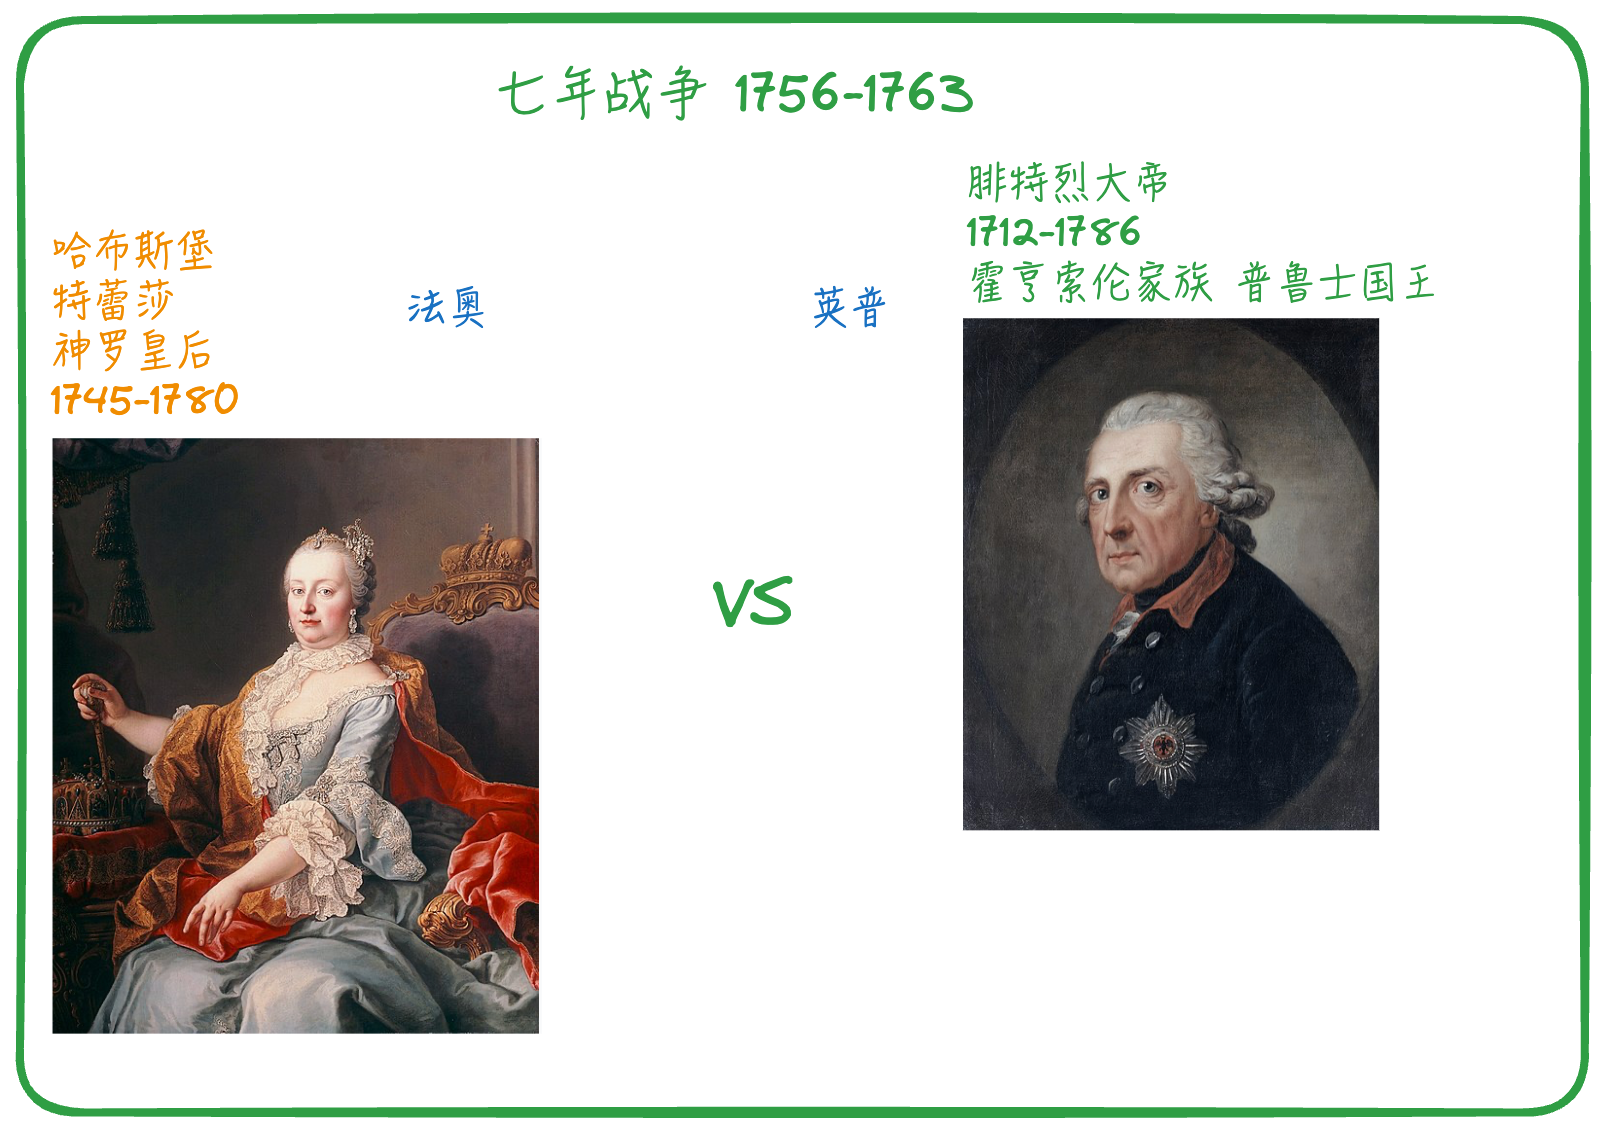 七年战争 1756-1763
腓特烈大帝
1712-1786
霍亨索伦家族 普鲁士国王
哈布斯堡
特蕾莎
神罗皇后
1745-1780
法奥
英普
VS